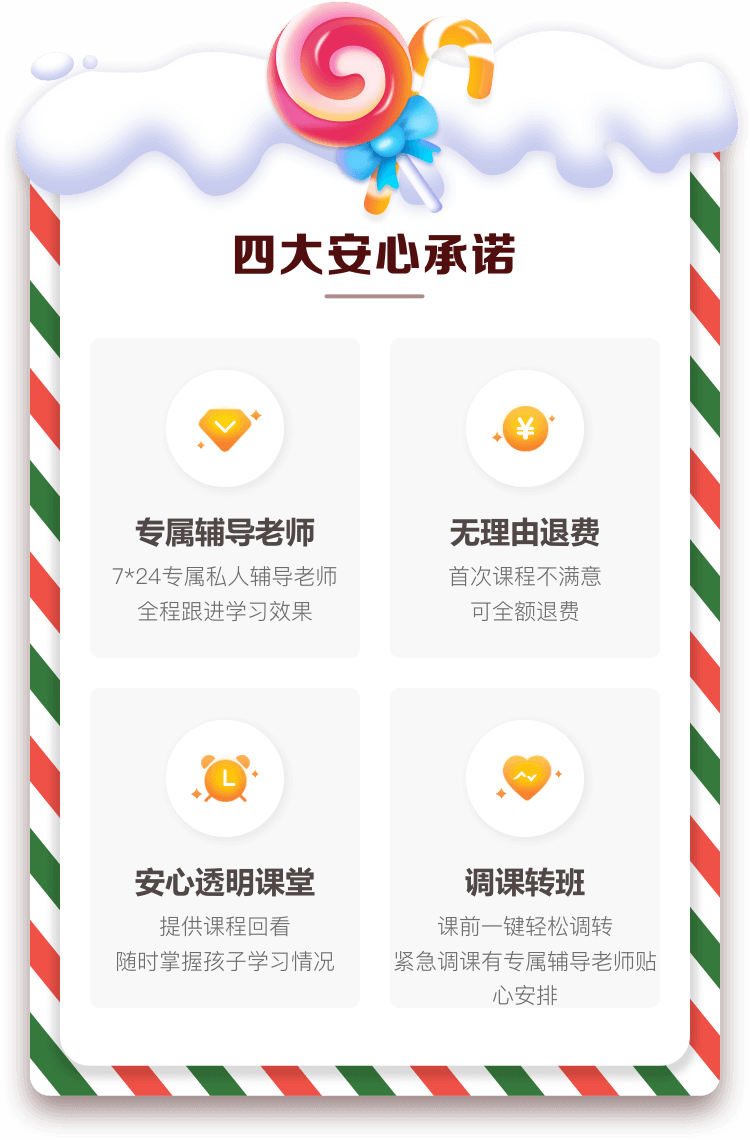 四大安心承诺
专属辅导老师
7*24专属私人辅导老师
全程跟进学习效果
¥
无理由退费
首次课程不满意
可全额退费
安心透明课堂
提供课程回看
随时掌握孩子学习情况
调课转班
课前一键轻松调转
紧急调课有专属辅导老师贴
心安排